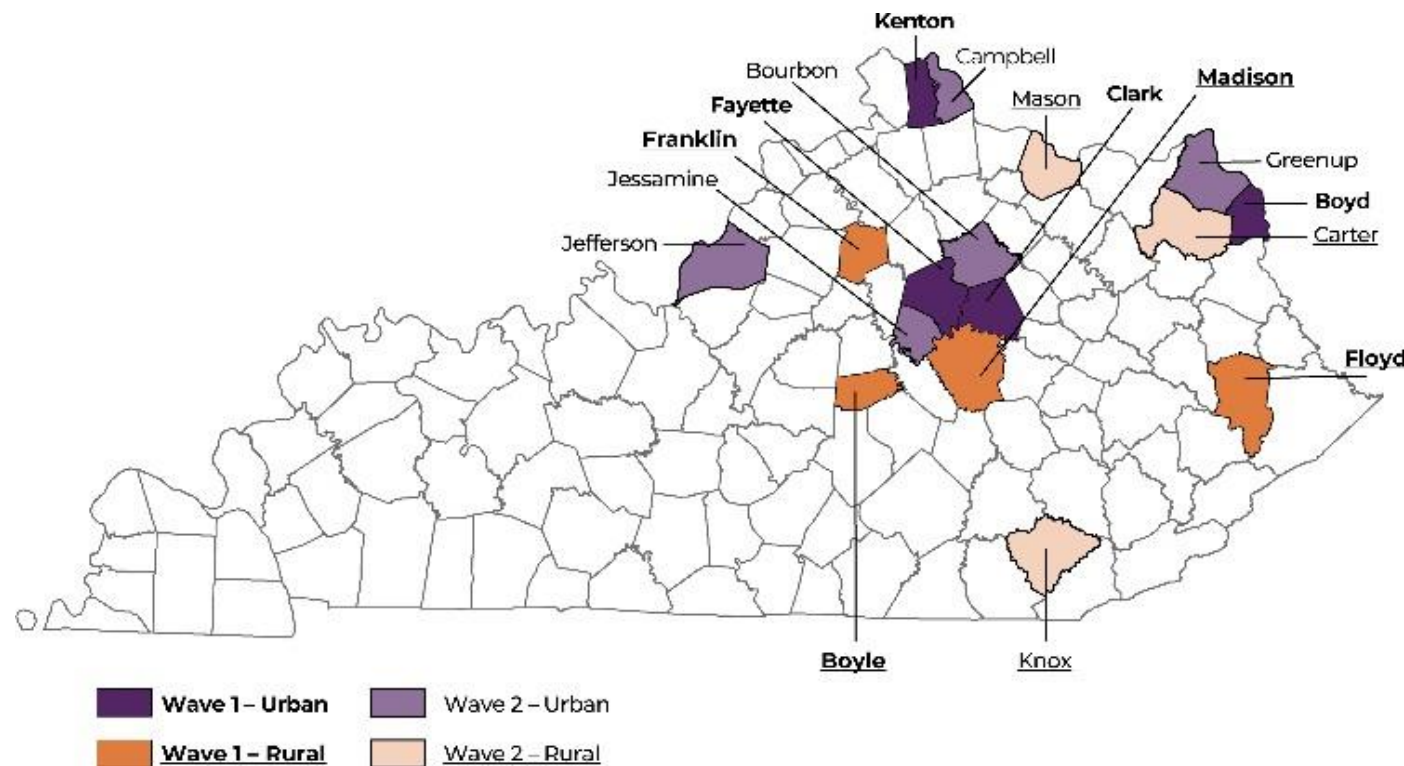 Kenton
Campbell
Bourbon
Madison
Fayette
Mason
Clark
Franklin
Greenup
Jessamine
Boyd
Jefferson
Carter
Floyd
Boyle
Knox
Wave 1 – Urban
Wave 2 – Urban
Wave 1 – Rural
Wave 2 – Rural